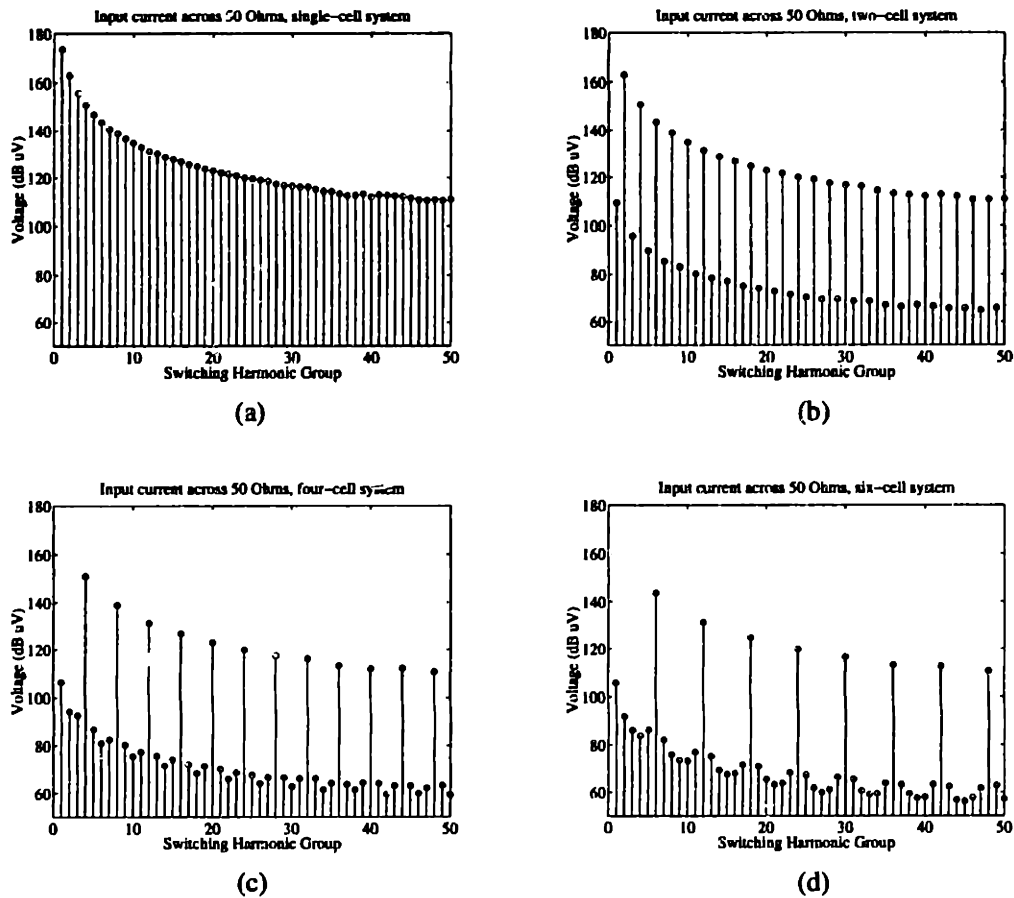 Input current across 50 Ohms, single-cell system
180
160
140
120
100
80
60
Voltage (dB uV)
0 10 20 30 40 50
Switching Harmonic Group
(a)
Input current across 50 Ohms, two-cell system
180
160
140
120
100
80
60
Voltage (dB uV)
0 10 20 30 40 50
Switching Harmonic Group
(b)
Input current across 50 Ohms, four-cell system
180
160
140
120
100
80
60
Voltage (dB uV)
0 10 20 30 40 50
Switching Harmonic Group
(c)
Input current across 50 Ohms, six-cell system
180
160
140
120
100
80
60
Voltage (dB uV)
0 10 20 30 40 50
Switching Harmonic Group
(d)